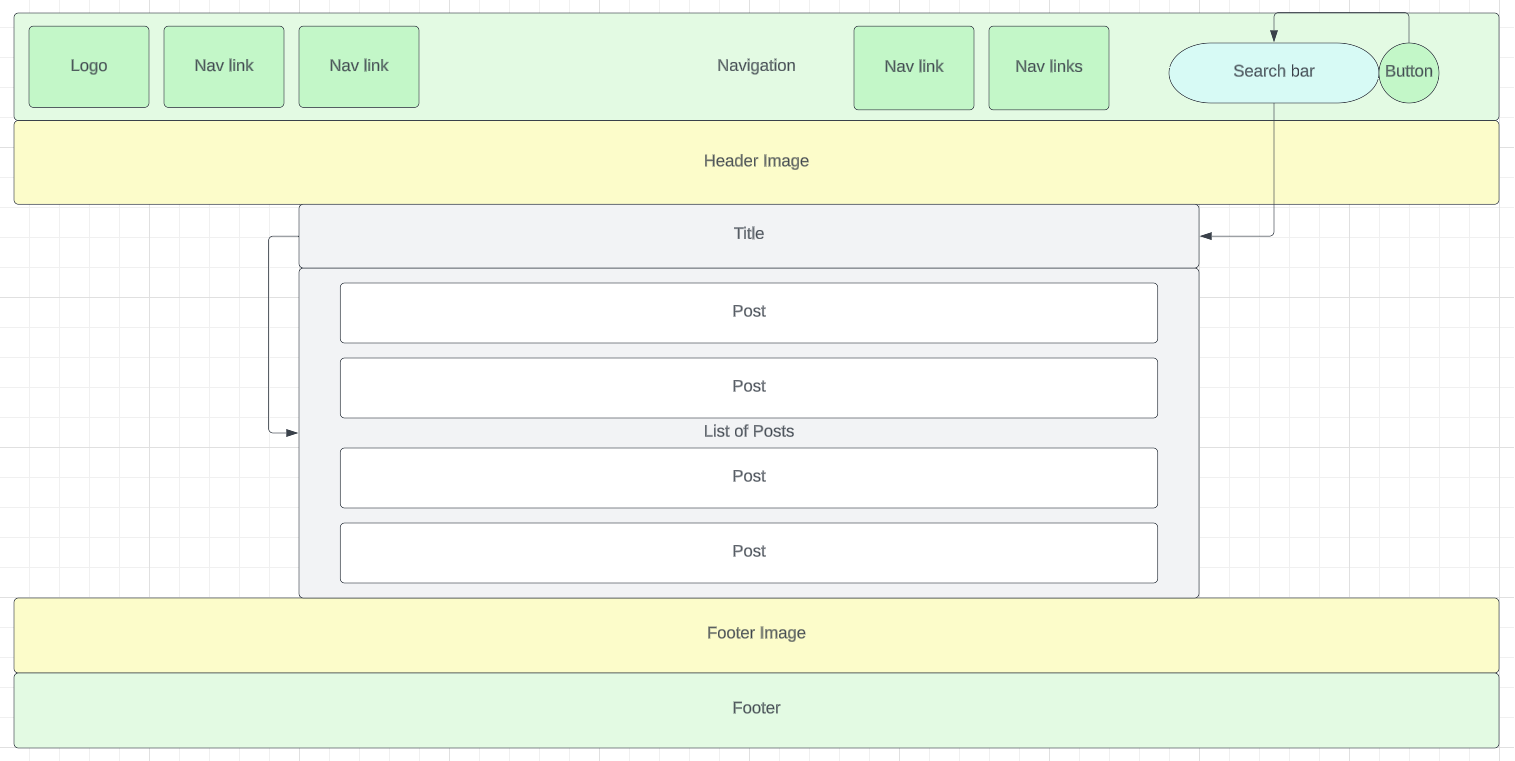 Logo
Nav link
Nav link
Navigation
Nav link
Nav links
Search bar
Button
Header Image
Title
Post
Post
List of Posts
Post
Post
Footer Image
Footer